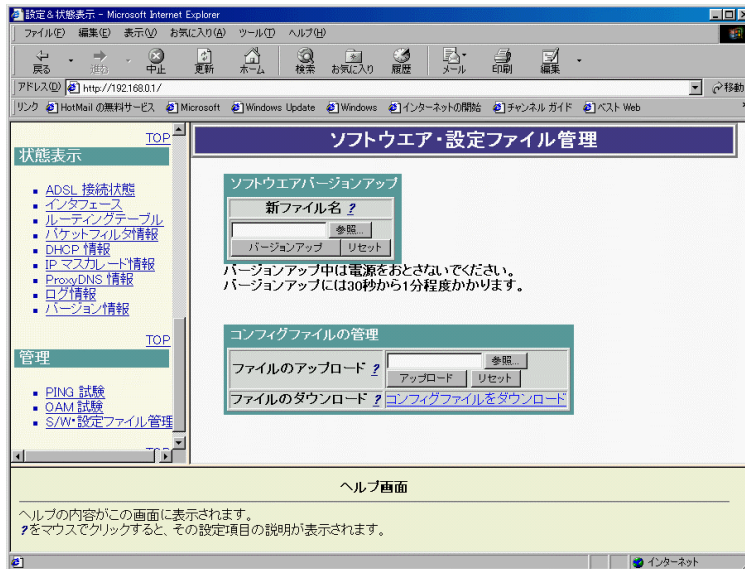 設定&状態表示 - Microsoft Internet Explorer
ファイル(F) 編集(E) 表示(V) お気に入り(A) ツール(T) ヘルプ(H)
戻る 進む 中止 更新 ホーム 検索 お気に入り 履歴 メール 印刷 編集
アドレス(D) http://192.168.0.1/ 移動
リンク HotMail の無料サービス Microsoft Windows Update Windows インターネットの開始 チャンネル ガイド ベスト Web
TOP
状態表示
ADSL 接続状態
インタフェース
ルーティングテーブル
パケットフィルタ情報
DHCP 情報
IP マスカレード情報
ProxyDNS 情報
ログ情報
バージョン情報
TOP
管理
PING 試験
OAM 試験
S/W・設定ファイル管理
TOP
ソフトウエア・設定ファイル管理
ソフトウエアバージョンアップ
新ファイル名 ?
参照...
バージョンアップ リセット
バージョンアップ中は電源をおとさないでください。
バージョンアップには30秒から1分程度かかります。
コンフィグファイルの管理
ファイルのアップロード ? 参照...
アップロード リセット
ファイルのダウンロード ? コンフィグファイルをダウンロード
ヘルプ画面
ヘルプの内容がこの画面に表示されます。
?をマウスでクリックすると、その設定項目の説明が表示されます。
インターネット